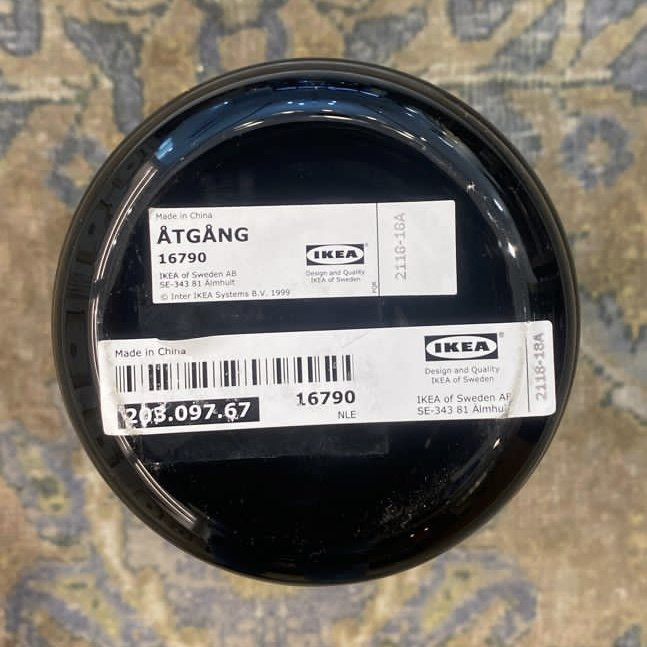 Made in China
ÅTGÅNG
16790
IKEA of Sweden AB
SE-343 81 Älmhult
© Inter IKEA Systems B.V. 1999
IKEA®
Design and Quality
IKEA of Sweden
PQR
2118-18A
Made in China
203.097.67
16790
NLE
IKEA®
Design and Quality
IKEA of Sweden
IKEA of Sweden AB
SE-343 81 Älmhult
2118-18A